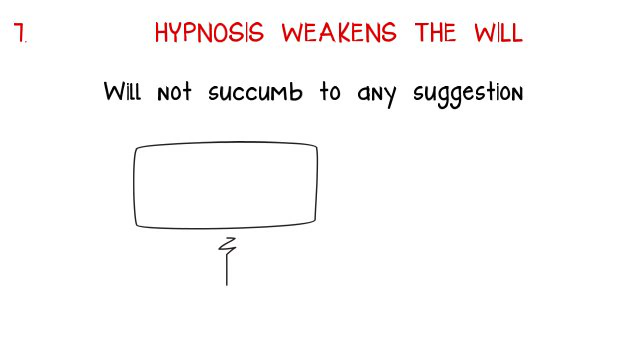 7.
HYPNOSIS WEAKENS THE WILL
Will not succumb to any suggestion